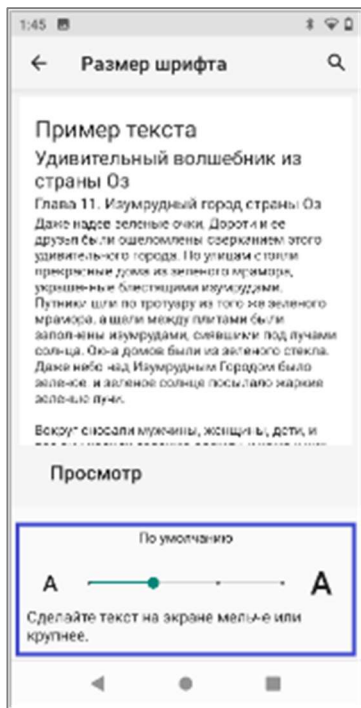 1:45
Размер шрифта
Пример текста
Удивительный волшебник из
страны Оз
Глава 11. Изумрудный город страны Оз
Даже надев зеленые очки, Дороти и ее
друзья были ошеломлены сверканием этого
удивительного города. По улицам стояли
прекрасные дома из зеленого мрамора,
украшенные блестящими изумрудами.
Путники шли по тротуару из того же зеленого
мрамора, а щели между плитами были
заполнены изумрудами, сиявшими под лучами
солнца. Окна домов были из зеленого стекла.
Даже небо над Изумрудным Городом было
зеленое, и зеленое солнце посылало жаркие
зеленые лучи.
Вокруг сновали мужчины, женщины, дети, и
Просмотр
По умолчанию
A A
Сделайте текст на экране мельче или
крупнее.